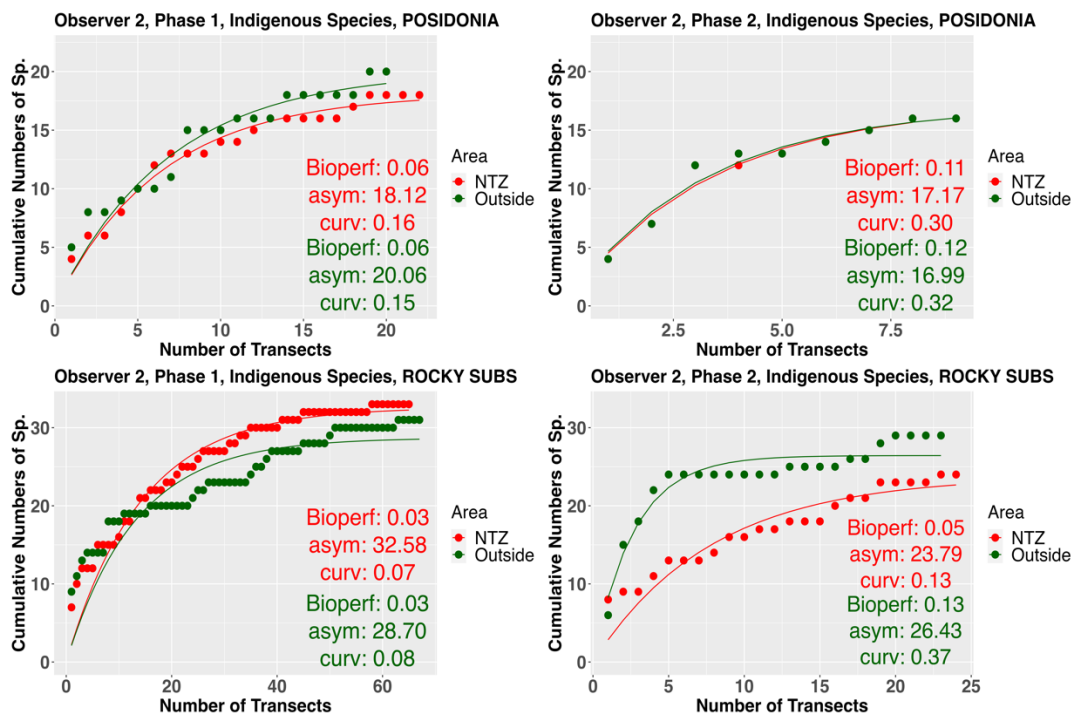 Observer 2, Phase 1, Indigenous Species, POSIDONIA
Cumulative Numbers of Sp.
20
15
10
5
0
Bioperf: 0.06
asym: 18.12
curv: 0.16
Bioperf: 0.06
asym: 20.06
curv: 0.15
Area
NTZ
Outside
0 5 10 15 20
Number of Transects
Observer 2, Phase 2, Indigenous Species, POSIDONIA
Cumulative Numbers of Sp.
20
15
10
5
0
Bioperf: 0.11
asym: 17.17
curv: 0.30
Bioperf: 0.12
asym: 16.99
curv: 0.32
Area
NTZ
Outside
2.5 5.0 7.5
Number of Transects
Observer 2, Phase 1, Indigenous Species, ROCKY SUBS
Cumulative Numbers of Sp.
30
20
10
0
Bioperf: 0.03
asym: 32.58
curv: 0.07
Bioperf: 0.03
asym: 28.70
curv: 0.08
Area
NTZ
Outside
0 20 40 60
Number of Transects
Observer 2, Phase 2, Indigenous Species, ROCKY SUBS
Cumulative Numbers of Sp.
30
20
10
0
Bioperf: 0.05
asym: 23.79
curv: 0.13
Bioperf: 0.13
asym: 26.43
curv: 0.37
Area
NTZ
Outside
0 5 10 15 20 25
Number of Transects